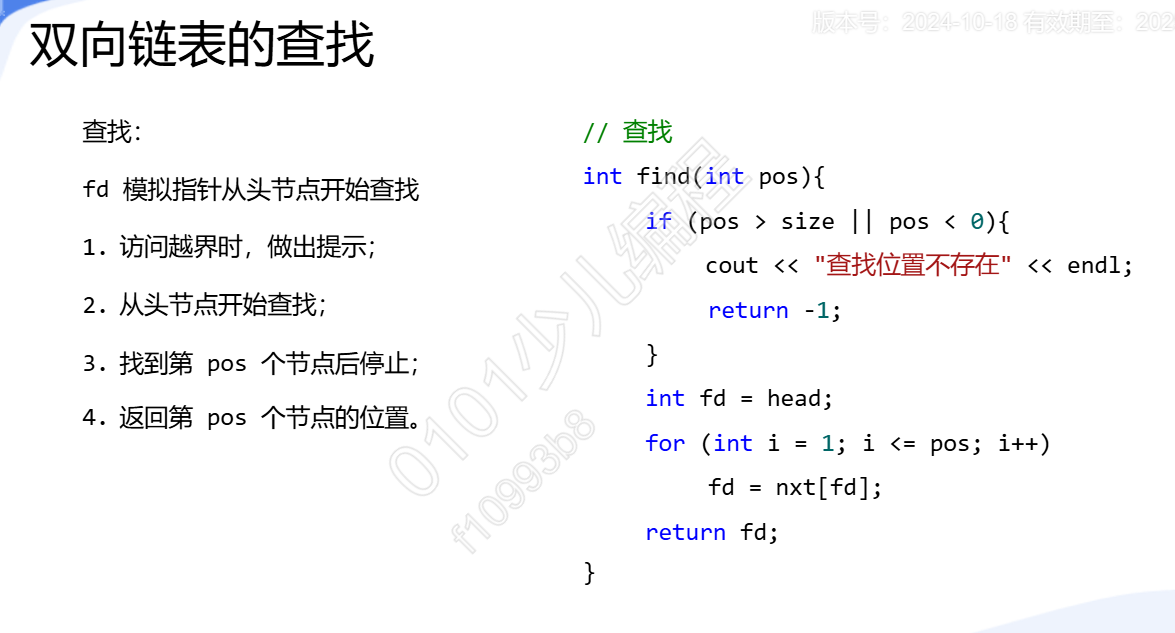 版本号：2024-10-18 有效期至：202
双向链表的查找
查找：
fd 模拟指针从头节点开始查找
1. 访问越界时，做出提示；
2. 从头节点开始查找；
3. 找到第 pos 个节点后停止；
4. 返回第 pos 个节点的位置。
// 查找
int find(int pos){
if (pos > size || pos < 0){
cout << "查找位置不存在" << endl;
return -1;
}
int fd = head;
for (int i = 1; i <= pos; i++)
fd = nxt[fd];
return fd;
}
0101少儿编程
f10993b8